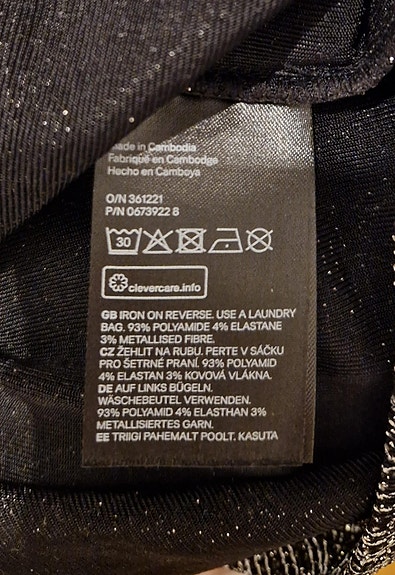 made in Cambodia
Fabriqué en Cambodge
Hecho en Camboya
O/N 361221
P/N 0673922 8
30
clevercare.info
GB IRON ON REVERSE. USE A LAUNDRY
BAG. 93% POLYAMIDE 4% ELASTANE
3% METALLISED FIBRE.
CZ ŽEHLIT NA RUBU. PERTE V SÁČKU
PRO ŠETRNÉ PRANÍ. 93% POLYAMID
4% ELASTAN 3% KOVOVÁ VLÁKNA.
DE AUF LINKS BÜGELN.
WÄSCHEBEUTEL VERWENDEN.
93% POLYAMID 4% ELASTHAN 3%
METALLISIERTES GARN.
EE TRIIGI PAHEMALT POOLT. KASUTA